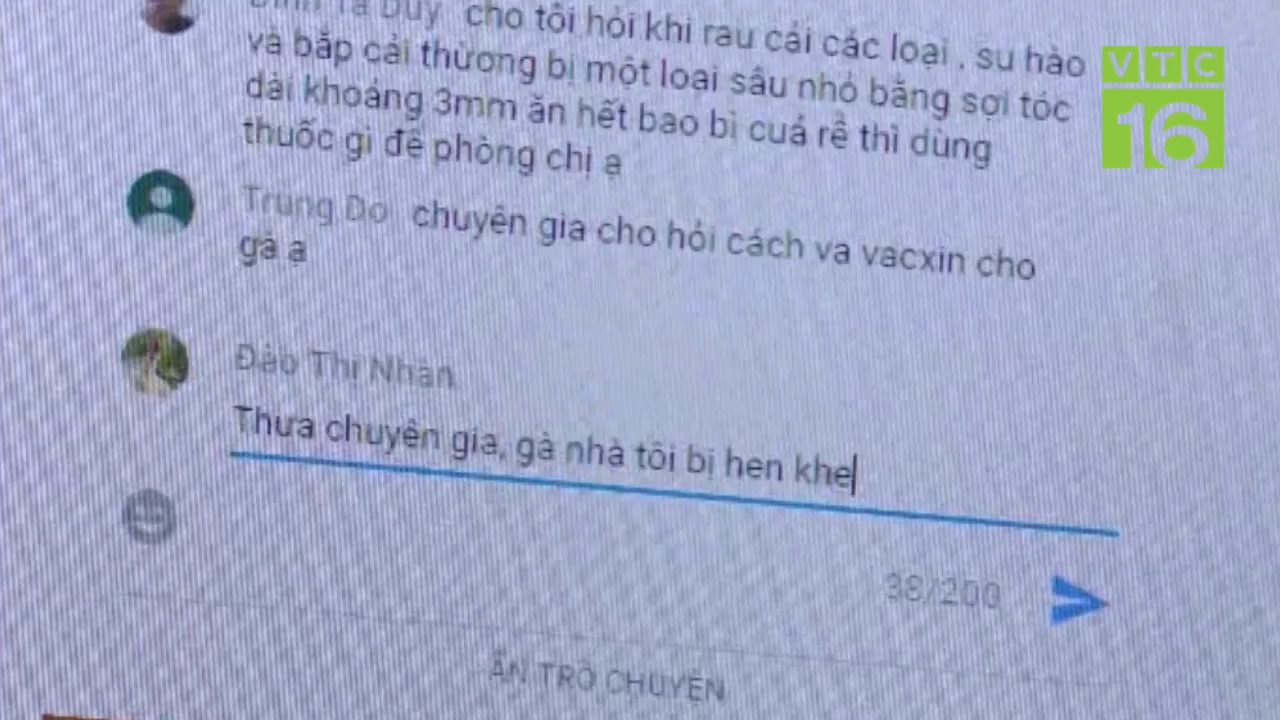 Duy cho tôi hỏi khi rau cải các loại , su hào
và bắp cải thường bị một loại sâu nhỏ bằng sợi tóc
dài khoảng 3mm ăn hết bao bì cuả rễ thì dùng
thuốc gì để phòng chị ạ
Trung Do chuyên gia cho hỏi cách va vacxin cho
gà ạ
Đào Thị Nhàn
Thưa chuyên gia, gà nhà tôi bị hen khe
38/200
ẨN TRÒ CHUYỆN
VTC
16